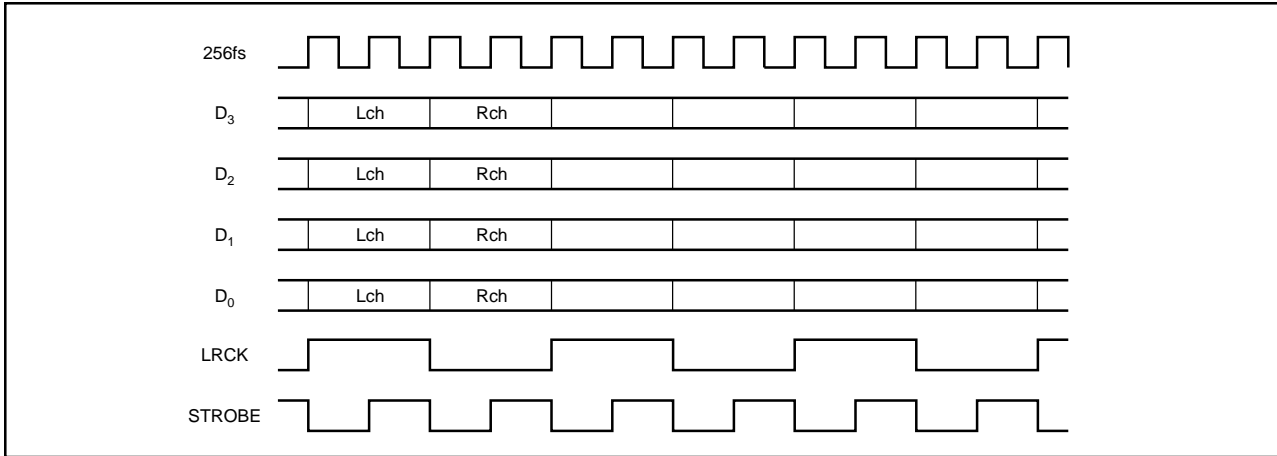 256fs
D3 Lch Rch
D2 Lch Rch
D1 Lch Rch
D0 Lch Rch
LRCK
STROBE